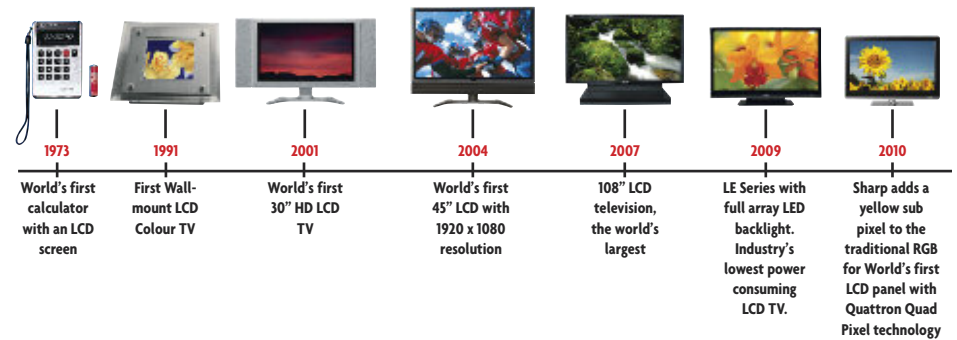 1973
World's first
calculator
with an LCD
screen
1991
First Wall-
mount LCD
Colour TV
2001
World's first
30” HD LCD
TV
2004
World's first
45” LCD with
1920 x 1080
resolution
2007
108” LCD
television,
the world's
largest
2009
LE Series with
full array LED
backlight.
Industry's
lowest power
consuming
LCD TV.
2010
Sharp adds a
yellow sub
pixel to the
traditional RGB
for World's first
LCD panel with
Quattron Quad
Pixel technology